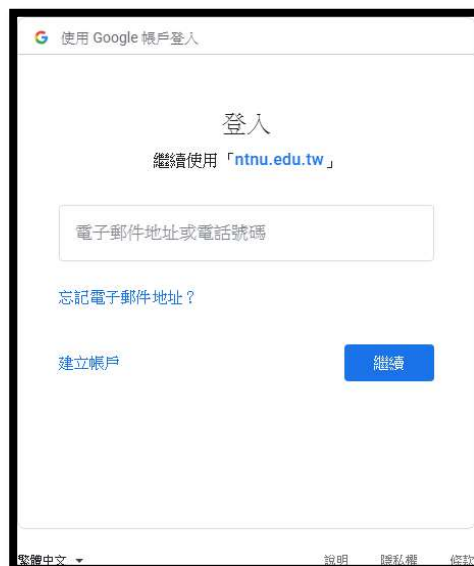 使用 Google 帳戶登入
登入
繼續使用「ntnu.edu.tw」
電子郵件地址或電話號碼
忘記電子郵件地址？
建立帳戶 繼續
繁體中文 說明 隱私權 條款